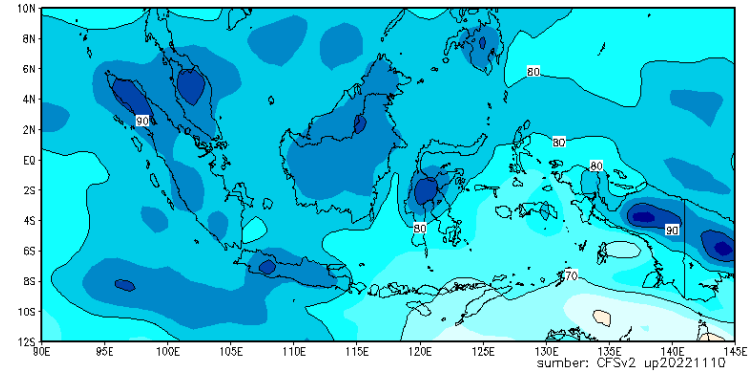 10N
8N
6N
4N
2N
EQ
2S
4S
6S
8S
10S
12S
80
90
80
80
80
90
70
90E 95E 100E 105E 110E 115E 120E 125E 130E 135E 140E 145E
sumber: CFSv2 up20221110